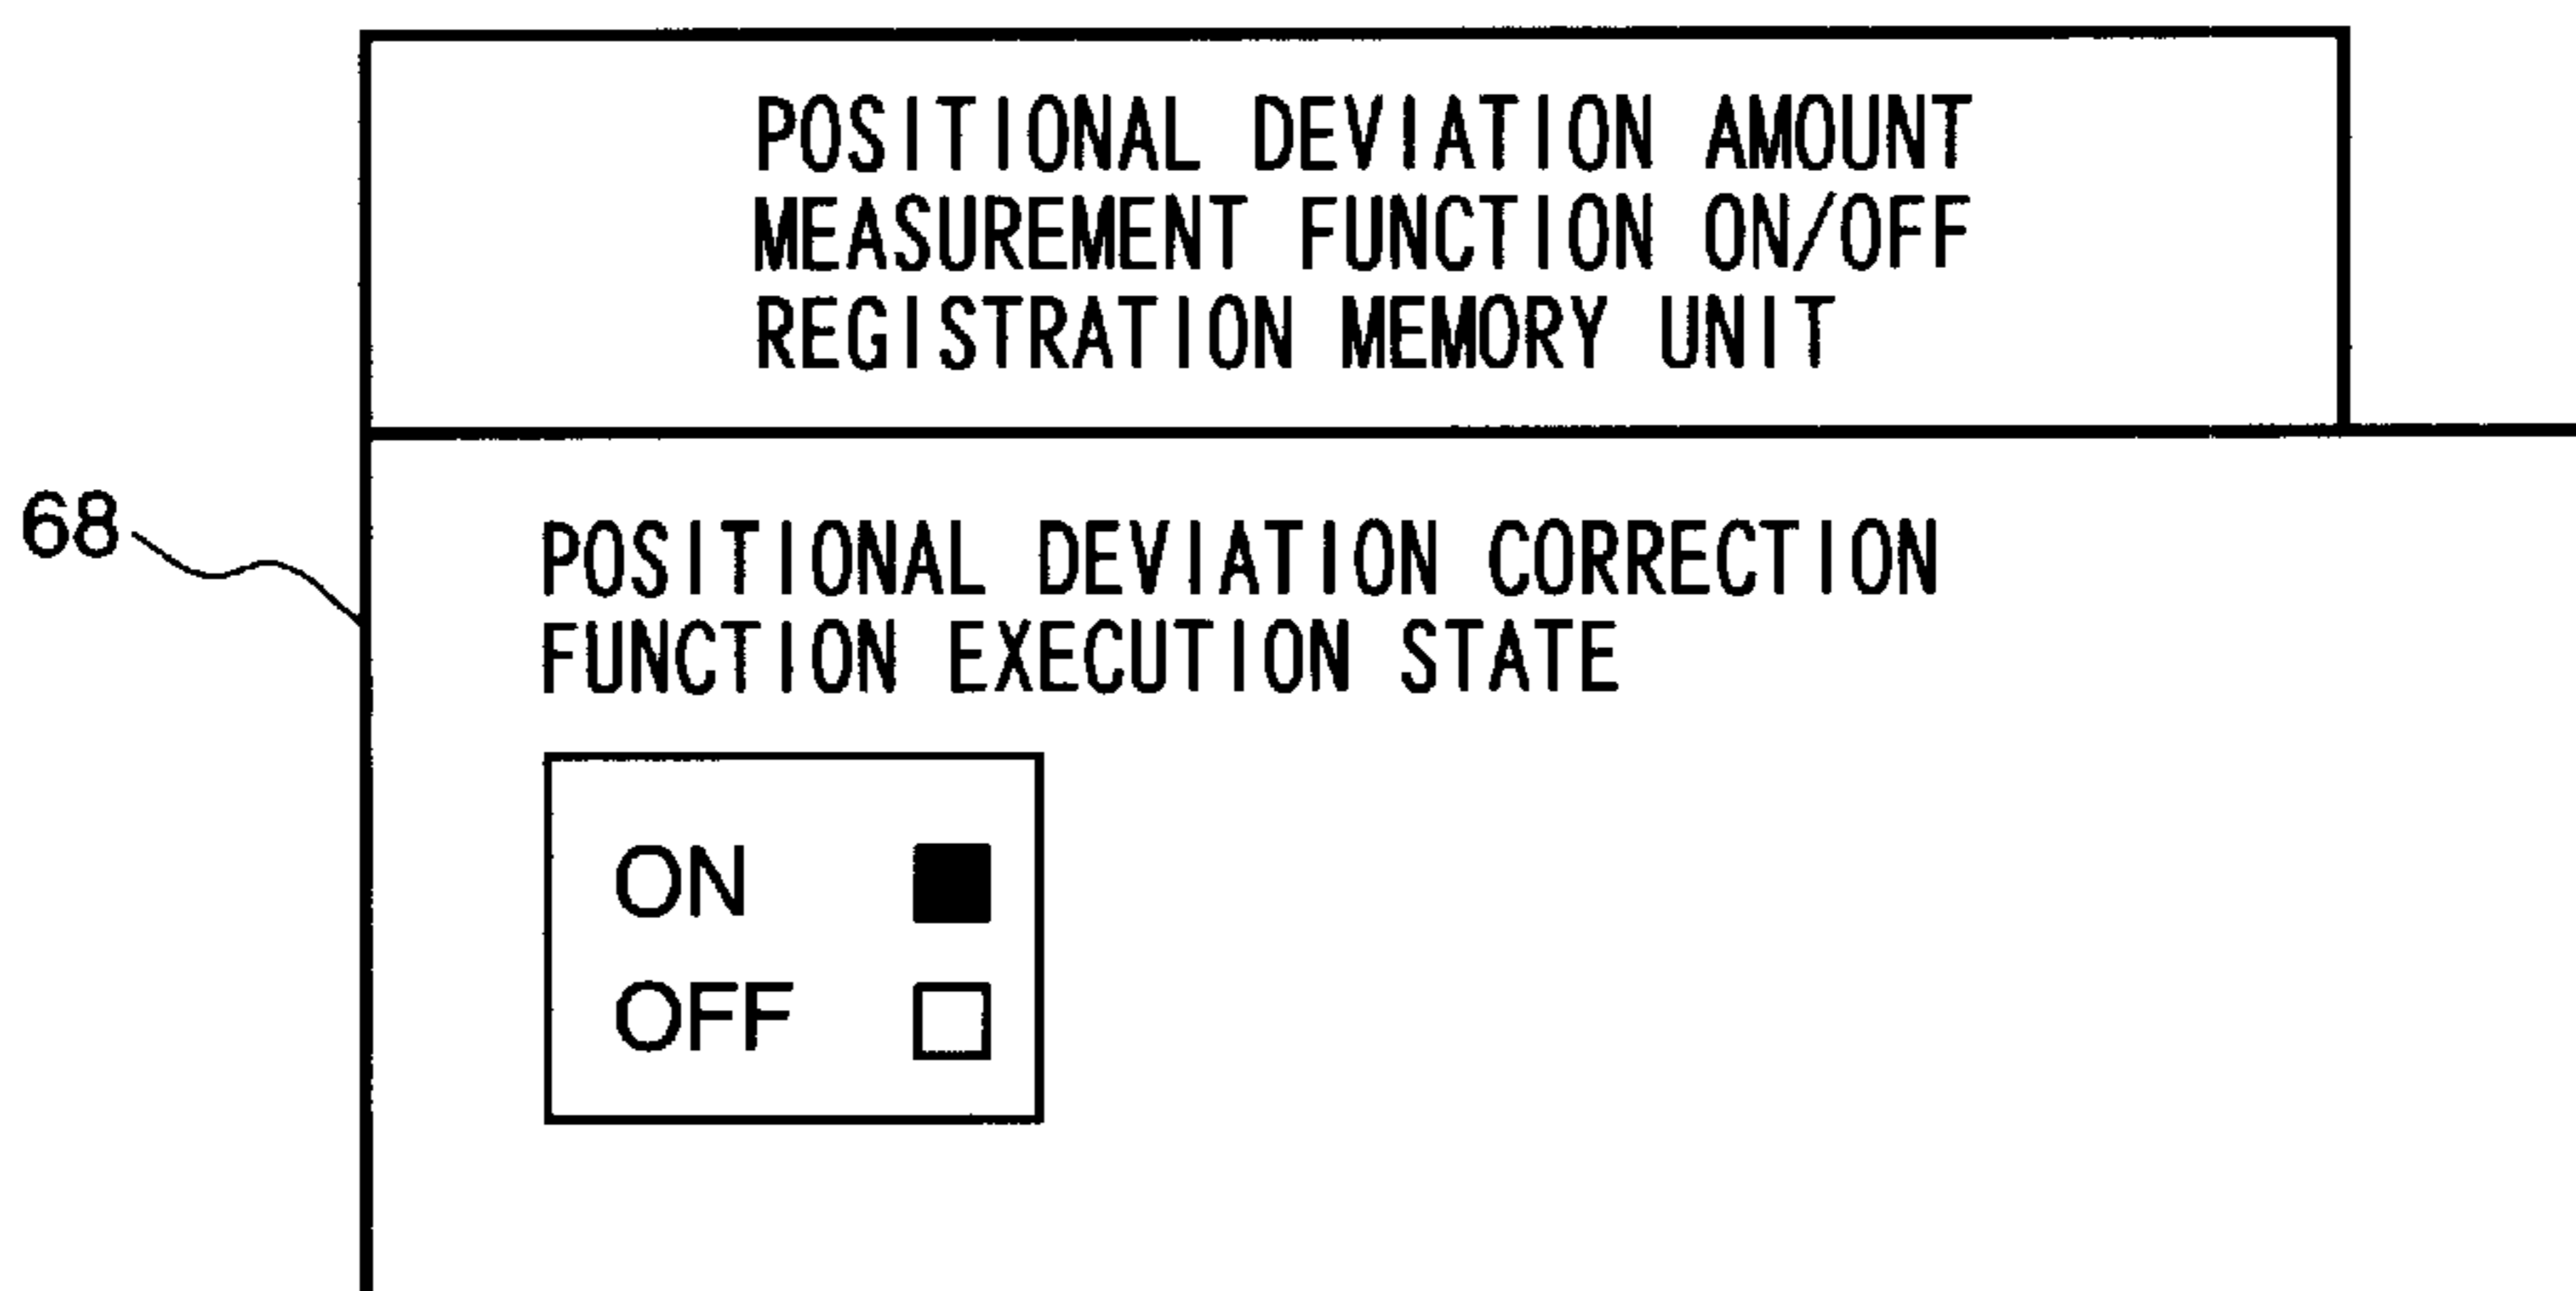 POSITIONAL DEVIATION AMOUNT
MEASUREMENT FUNCTION ON/OFF
REGISTRATION MEMORY UNIT
68
POSITIONAL DEVIATION CORRECTION
FUNCTION EXECUTION STATE
ON
OFF